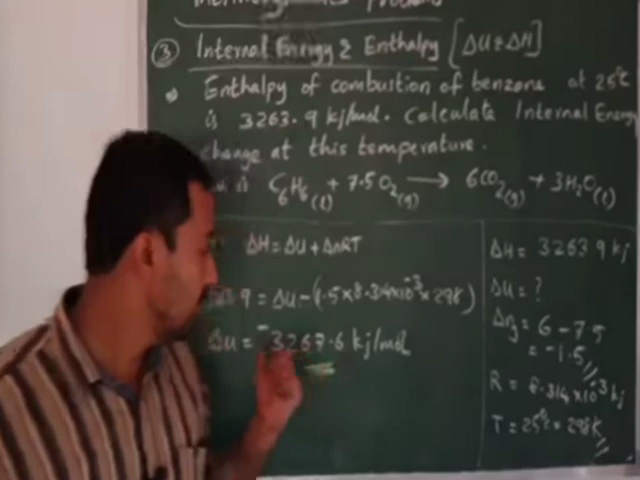 ③ Internal Energy & Enthalpy [ΔU & ΔH]
Enthalpy of combustion of benzene at 25°C
is 3263.9 kj/mol. Calculate Internal Energy
change at this temperature.
C₆H₆(l) + 7.5O₂(g) → 6CO₂(g) + 3H₂O(l)
ΔH = ΔU + ΔnRT
9 = ΔU - (1.5×8.314×10⁻³×298)
ΔU = -3267.6 kj/mol
ΔH = 3263.9 kj
ΔU = ?
Δn = 6 - 7.5
= -1.5
R = 8.314×10⁻³ kj
T = 25°C = 298K